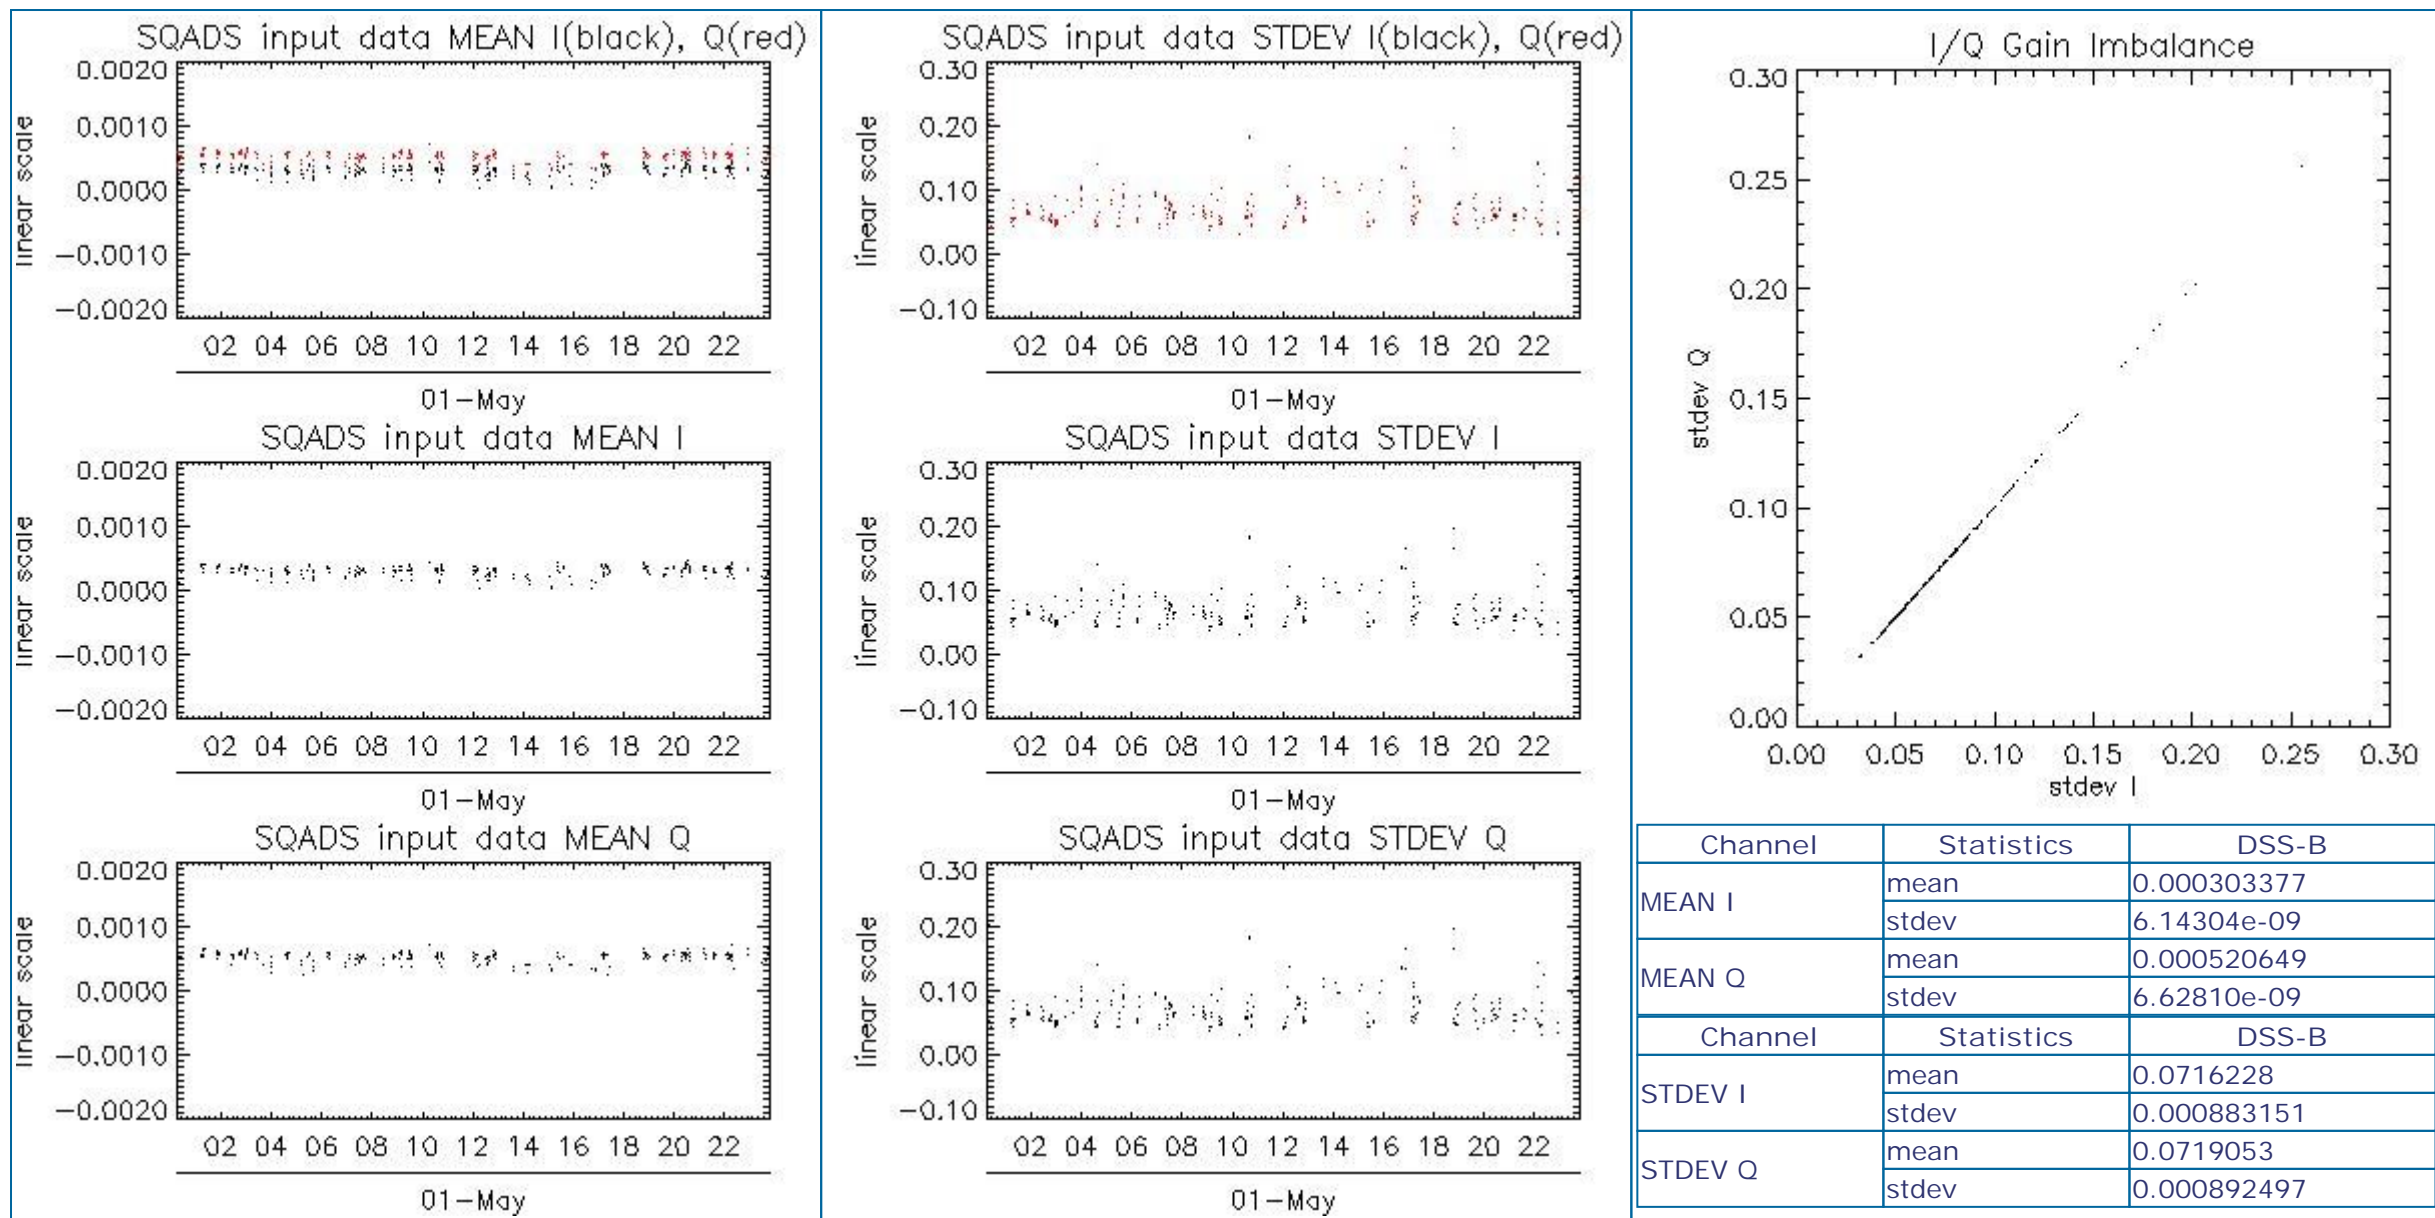 SQADS input data MEAN I(black), Q(red)
linear scale
0.0020
0.0010
0.0000
−0.0010
−0.0020
02 04 06 08 10 12 14 16 18 20 22
01−May
SQADS input data MEAN I
linear scale
0.0020
0.0010
0.0000
−0.0010
−0.0020
02 04 06 08 10 12 14 16 18 20 22
01−May
SQADS input data MEAN Q
linear scale
0.0020
0.0010
0.0000
−0.0010
−0.0020
02 04 06 08 10 12 14 16 18 20 22
01−May
SQADS input data STDEV I(black), Q(red)
linear scale
0.30
0.20
0.10
0.00
−0.10
02 04 06 08 10 12 14 16 18 20 22
01−May
SQADS input data STDEV I
linear scale
0.30
0.20
0.10
0.00
−0.10
02 04 06 08 10 12 14 16 18 20 22
01−May
SQADS input data STDEV Q
linear scale
0.30
0.20
0.10
0.00
−0.10
02 04 06 08 10 12 14 16 18 20 22
01−May
I/Q Gain Imbalance
stdev Q
0.30
0.25
0.20
0.15
0.10
0.05
0.00
0.00 0.05 0.10 0.15 0.20 0.25 0.30
stdev I
Channel Statistics DSS-B
MEAN I mean 0.000303377
stdev 6.14304e-09
MEAN Q mean 0.000520649
stdev 6.62810e-09
Channel Statistics DSS-B
STDEV I mean 0.0716228
stdev 0.000883151
STDEV Q mean 0.0719053
stdev 0.000892497